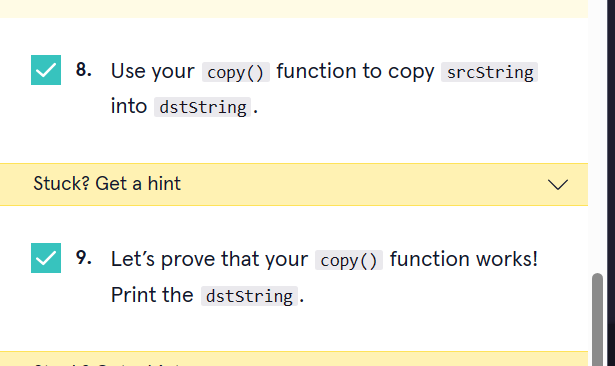 8. Use your copy() function to copy srcString
into dstString.
Stuck? Get a hint
9. Let’s prove that your copy() function works!
Print the dstString.